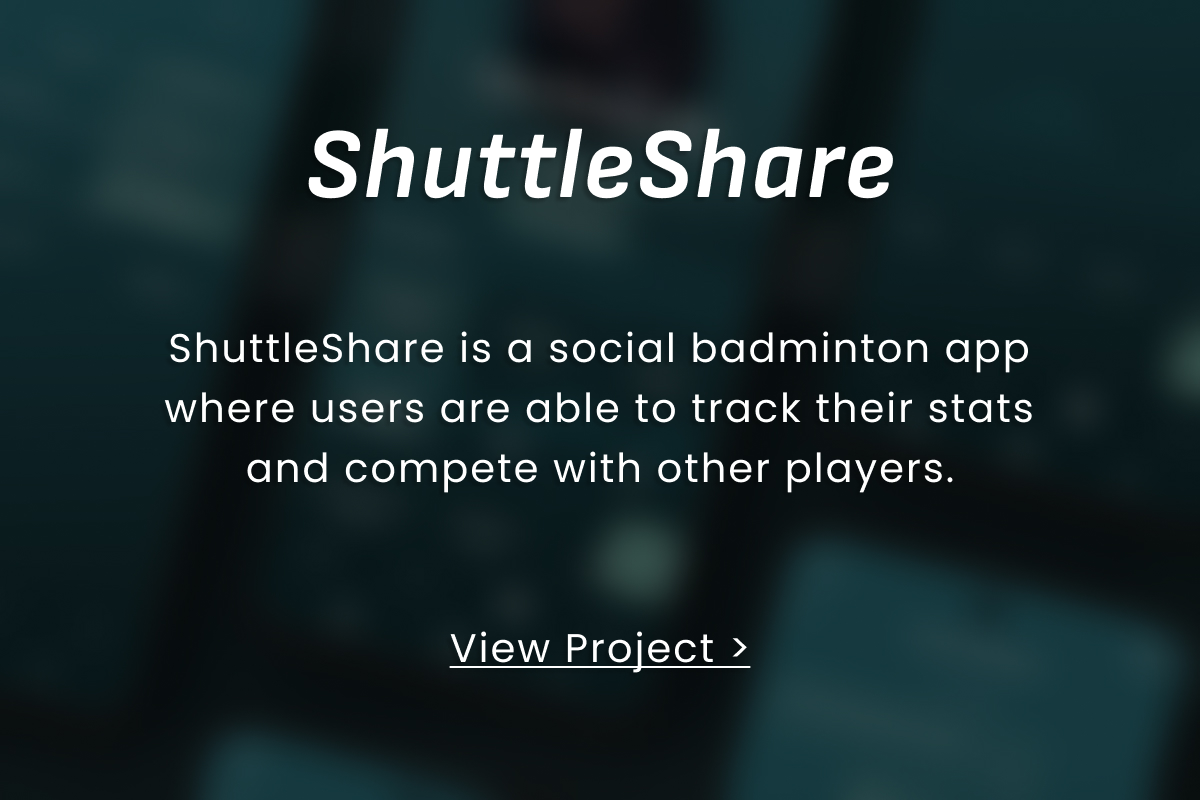 ShuttleShare
ShuttleShare is a social badminton app
where users are able to track their stats
and compete with other players.
View Project >